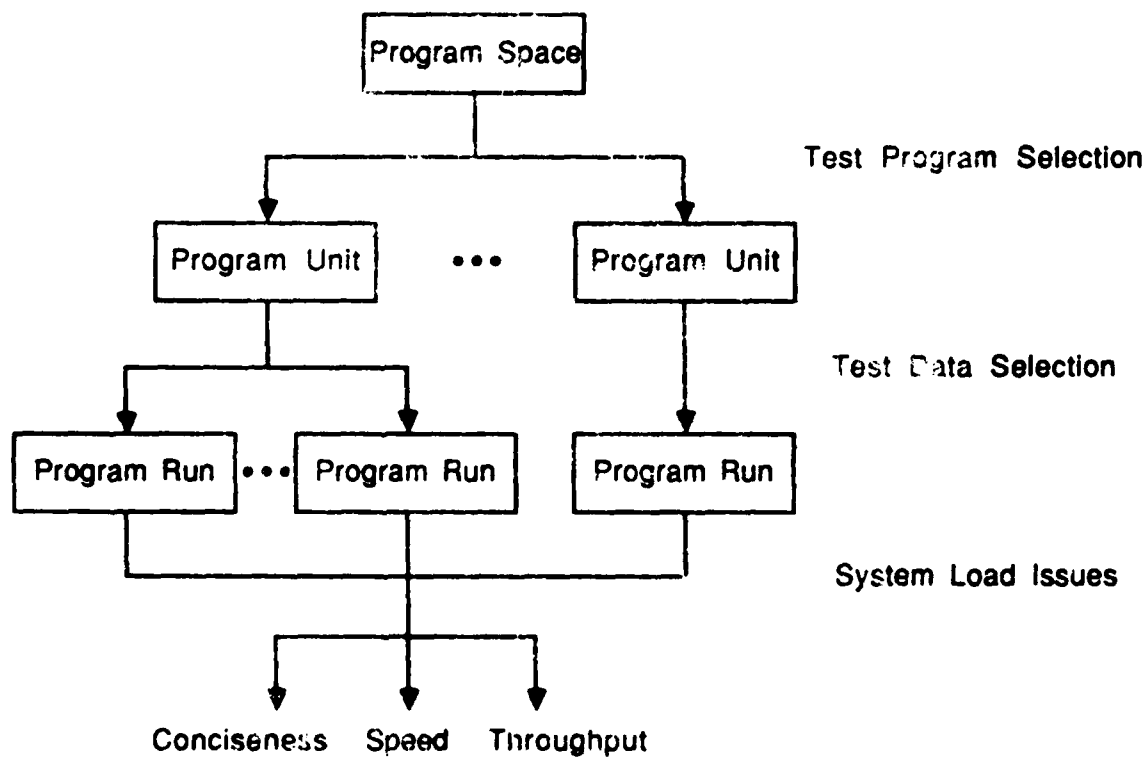 Program Space
Test Program Selection
Program Unit
•••
Program Unit
Test Data Selection
Program Run
•••
Program Run
Program Run
System Load Issues
Conciseness
Speed
Throughput